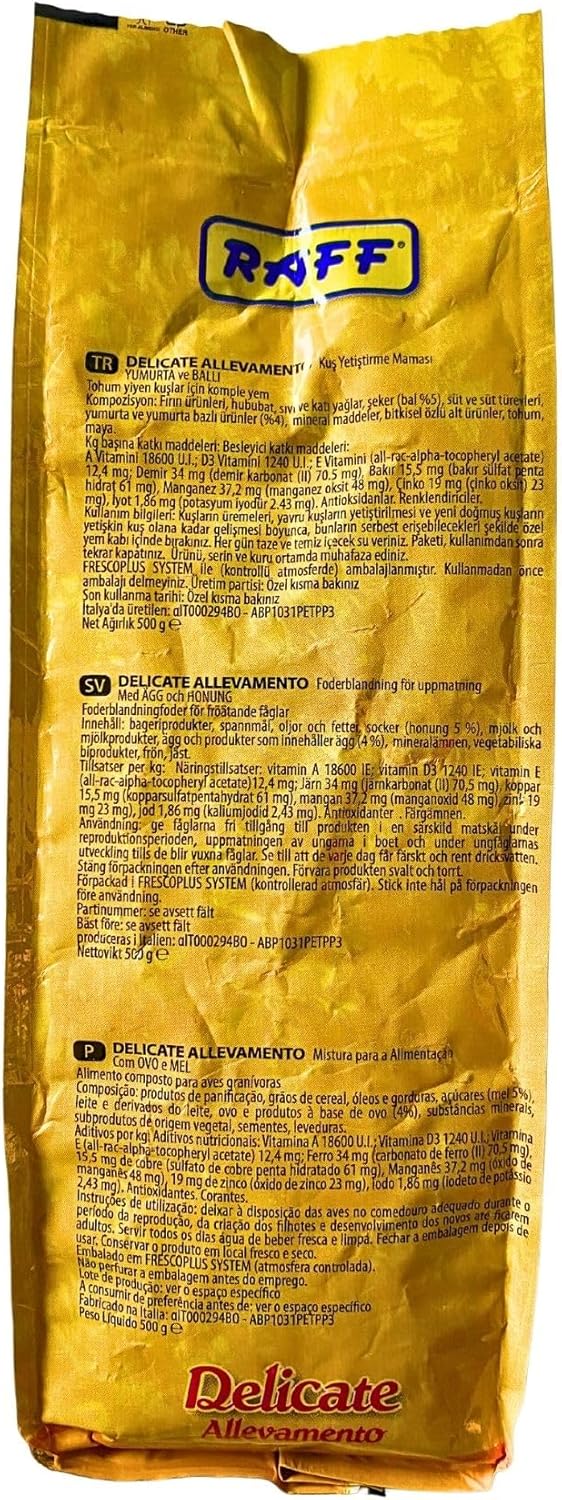 OTHER
RAFF®
TR DELICATE ALLEVAMENT Kuş Yetiştirme Maması
YUMURTA ve BALLI
Tohum yiyen kuşlar için komple yem
Kompozisyon: Fırın ürünleri, hububat, sıvı ve katı yağlar, şeker (bal %5), süt ve süt türevleri,
yumurta ve yumurta bazlı ürünler (%4), mineral maddeler, bitkisel özlü alt ürünler, tohum,
maya.
Kg başına katkı maddeleri: Besleyici katkı maddeleri:
A Vitamini 18600 U.I.; D3 Vitamini 1240 U.I.; E Vitamini (all-rac-alpha-tocopheryl acetate)
12,4 mg; Demir 34 mg (demir karbonat (II) 70.5 mg), Bakır 15,5 mg (bakır sülfat penta
hidrat 61 mg), Manganez 37,2 mg (manganez oksit 48 mg), Çinko 19 mg (çinko oksit) 23
mg), İyot 1,86 mg (potasyum iyodür 2.43 mg). Antioksidanlar. Renklendiriciler.
Kullanım bilgileri: Kuşların üremeleri, yavru kuşların yetiştirilmesi ve yeni doğmuş kuşların
yetişkin kuş olana kadar gelişmesi boyunca, bunların serbest erişebilecekleri şekilde özel
yem kabı içinde bırakınız. Her gün taze ve temiz içecek su veriniz. Paketi, kullanımdan sonra
tekrar kapatınız. Ürünü, serin ve kuru ortamda muhafaza ediniz.
FRESCOPLUS SYSTEM ile (kontrollü atmosferde) ambalajlanmıştır. Kullanmadan önce
ambalajı delmeyiniz. Üretim partisi: Özel kısma bakınız
Son kullanma tarihi: Özel kısma bakınız
İtalya'da üretilen: αIT000294BO - ABP1031PETPP3
Net Ağırlık 500 g ℮
SV DELICATE ALLEVAMENTO Foderblandning för uppmatning
Med ÄGG och HONUNG
Foderblandningfoder för fröätande fåglar
Innehåll: bageriprodukter, spannmål, oljor och fetter, socker (honung 5 %), mjölk och
mjölkprodukter, ägg och produkter som innehåller ägg (4%), mineralämnen, vegetabiliska
biprodukter, frön, jäst.
Tillsatser per kg: Näringstillsatser: vitamin A 18600 IE; vitamin D3 1240 IE; vitamin E
(all-rac-alpha-tocopheryl acetate) 12,4 mg; Järn 34 mg (järnkarbonat (II) 70,5 mg), koppar
15,5 mg (kopparsulfatpentahydrat 61 mg), mangan 37,2 mg (manganoxid 48 mg), zink 19
mg 23 mg), jod 1,86 mg (kaliumjodid 2,43 mg). Antioxidanter. Färgämnen.
Användning: ge fåglarna fri tillgång till produkten i en särskild matskål under
reproduktionsperioden, uppmatningen av ungarna i boet och under ungfåglarnas
utveckling tills de blir vuxna fåglar. Se till att de varje dag får färskt och rent dricksvatten.
Stäng förpackningen efter användningen. Förvara produkten svalt och torrt.
Förpackad i FRESCOPLUS SYSTEM (kontrollerad atmosfär). Stick inte hål på förpackningen
före användning.
Partinummer: se avsett fält
Bäst före: se avsett fält
produceras i Italien: αIT000294BO - ABP1031PETPP3
Nettovikt 500 g ℮
P DELICATE ALLEVAMENTO Mistura para a Alimentação
Com OVO e MEL
Alimento composto para aves granívoras
Composição: produtos de panificação, grãos de cereal, óleos e gorduras, açúcares (mel 5%),
leite e derivados do leite, ovo e produtos à base de ovo (4%), substâncias minerais,
subprodutos de origem vegetal, sementes, leveduras.
Aditivos por kg: Aditivos nutricionais: Vitamina A 18600 U.I.; Vitamina D3 1240 U.I.; Vitamina
E (all-rac-alpha-tocopheryl acetate) 12,4 mg; Ferro 34 mg (carbonato de ferro (II) 70,5 mg),
15,5 mg de cobre (sulfato de cobre penta hidratado 61 mg), Manganês 37,2 mg (óxido de
manganês 48 mg), 19 mg de zinco (óxido de zinco 23 mg), Iodo 1,86 mg (Iodeto de potássio
2,43 mg), Antioxidantes. Corantes.
Instruções de utilização: deixar à disposição das aves no comedouro adequado durante o
período da reprodução, da criação dos filhotes e desenvolvimento dos novos até ficarem
adultos. Servir todos os dias água de beber fresca e limpa. Fechar a embalagem depois de
usar. Conservar o produto em local fresco e seco.
Embalado em FRESCOPLUS SYSTEM (atmosfera controlada).
Não perfurar a embalagem antes do emprego.
Lote de produção: ver o espaço específico
A consumir de preferência antes de: ver o espaço específico
Fabricado na Itália: αIT000294BO - ABP1031PETPP3
Peso Líquido 500 g ℮
Delicate
Allevamento